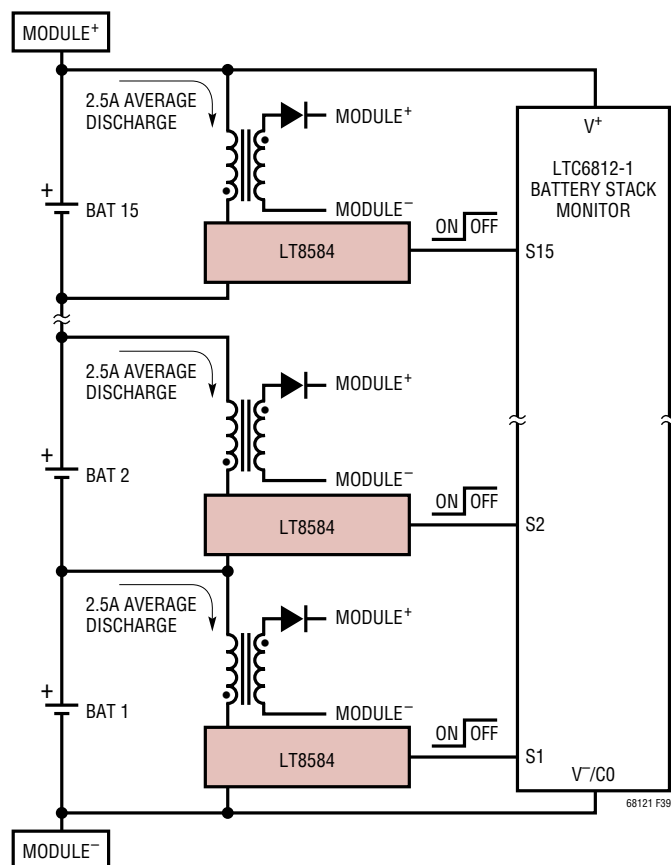 MODULE+
2.5A AVERAGE
DISCHARGE
MODULE+
V+
LTC6812-1
BATTERY STACK
MONITOR
+
BAT 15
MODULE–
ON OFF
LT8584
S15
2.5A AVERAGE
DISCHARGE
MODULE+
+
BAT 2
MODULE–
ON OFF
LT8584
S2
2.5A AVERAGE
DISCHARGE
MODULE+
+
BAT 1
MODULE–
ON OFF
LT8584
S1
V–/C0
68121 F39
MODULE–